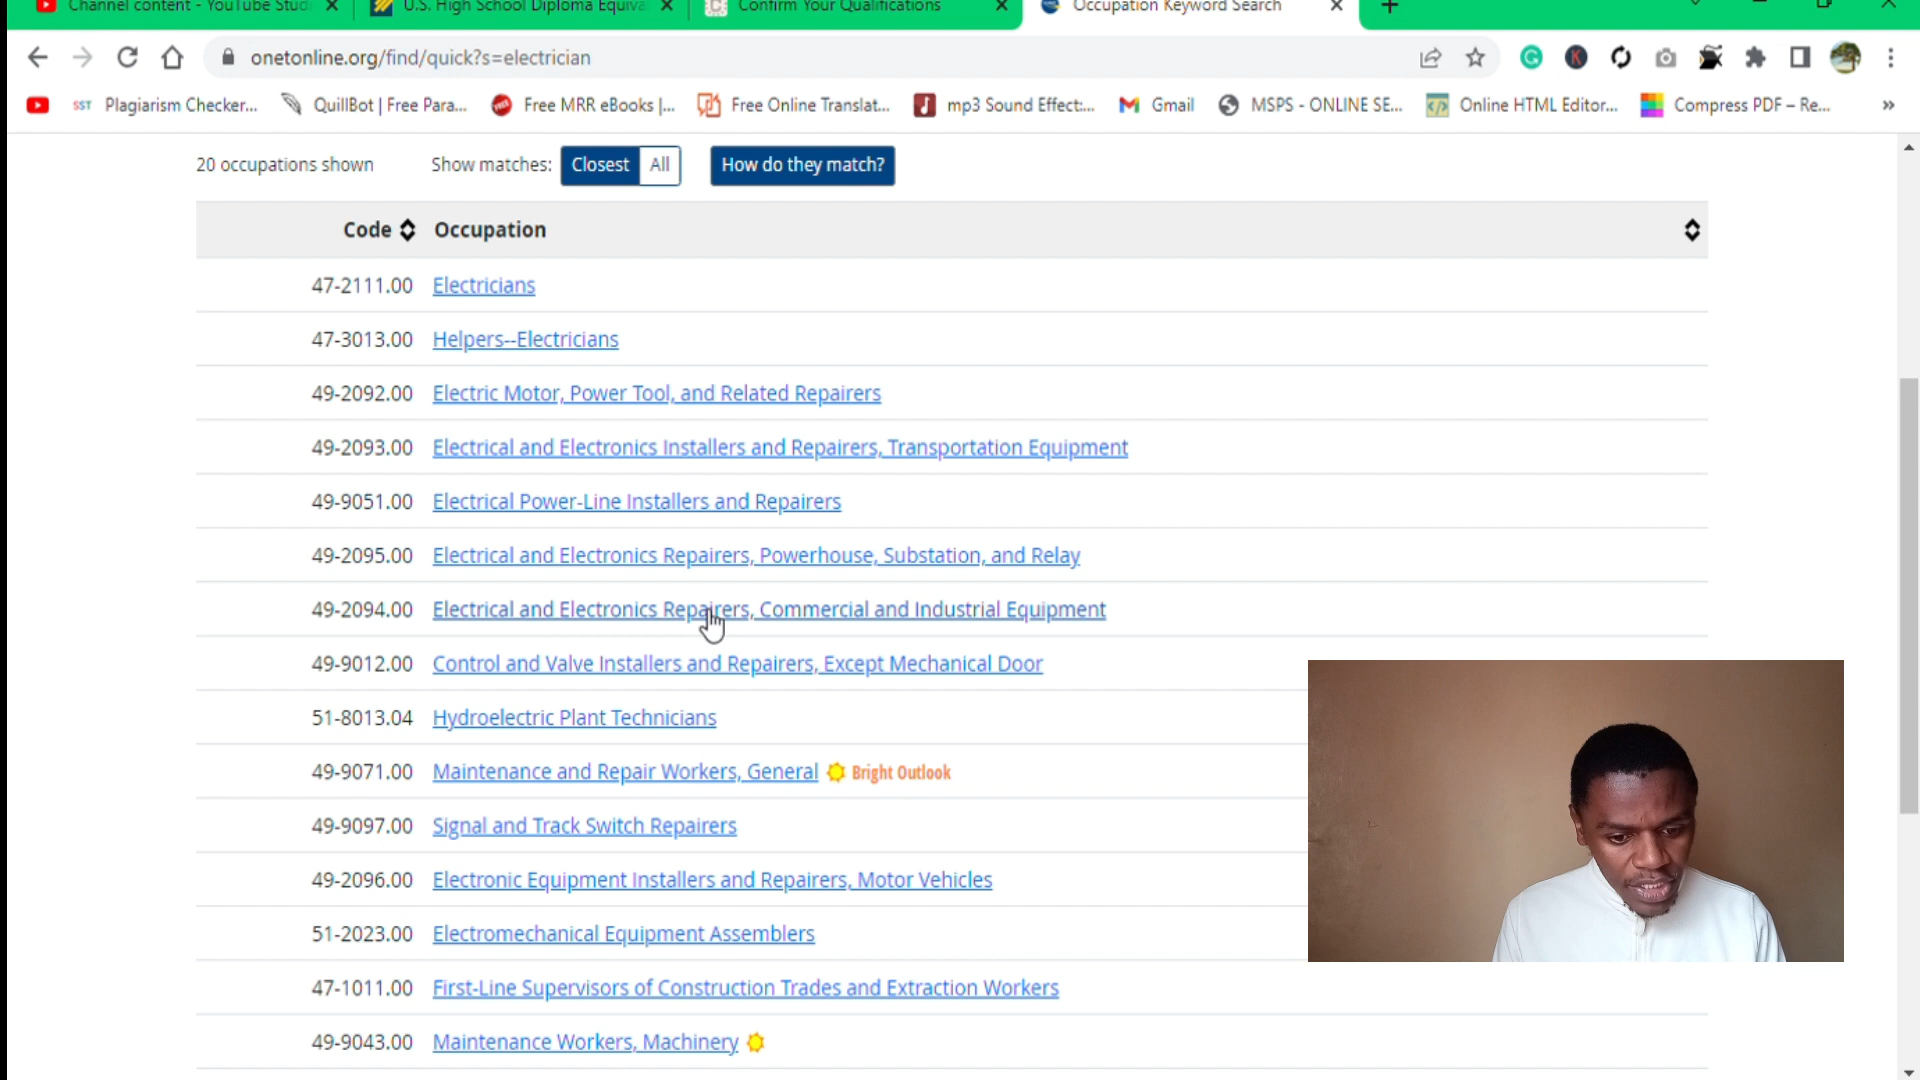 Channel content - YouTube Stud
U.S. High School Diploma Equiva
Confirm Your Qualifications
Occupation Keyword Search
onetonline.org/find/quick?s=electrician
SST Plagiarism Checker...
QuillBot | Free Para...
Free MRR eBooks |...
Free Online Translat...
mp3 Sound Effect:...
Gmail
MSPS - ONLINE SE...
Online HTML Editor...
Compress PDF – Re...
20 occupations shown Show matches: Closest All How do they match?
Code Occupation
47-2111.00 Electricians
47-3013.00 Helpers--Electricians
49-2092.00 Electric Motor, Power Tool, and Related Repairers
49-2093.00 Electrical and Electronics Installers and Repairers, Transportation Equipment
49-9051.00 Electrical Power-Line Installers and Repairers
49-2095.00 Electrical and Electronics Repairers, Powerhouse, Substation, and Relay
49-2094.00 Electrical and Electronics Repairers, Commercial and Industrial Equipment
49-9012.00 Control and Valve Installers and Repairers, Except Mechanical Door
51-8013.04 Hydroelectric Plant Technicians
49-9071.00 Maintenance and Repair Workers, General Bright Outlook
49-9097.00 Signal and Track Switch Repairers
49-2096.00 Electronic Equipment Installers and Repairers, Motor Vehicles
51-2023.00 Electromechanical Equipment Assemblers
47-1011.00 First-Line Supervisors of Construction Trades and Extraction Workers
49-9043.00 Maintenance Workers, Machinery